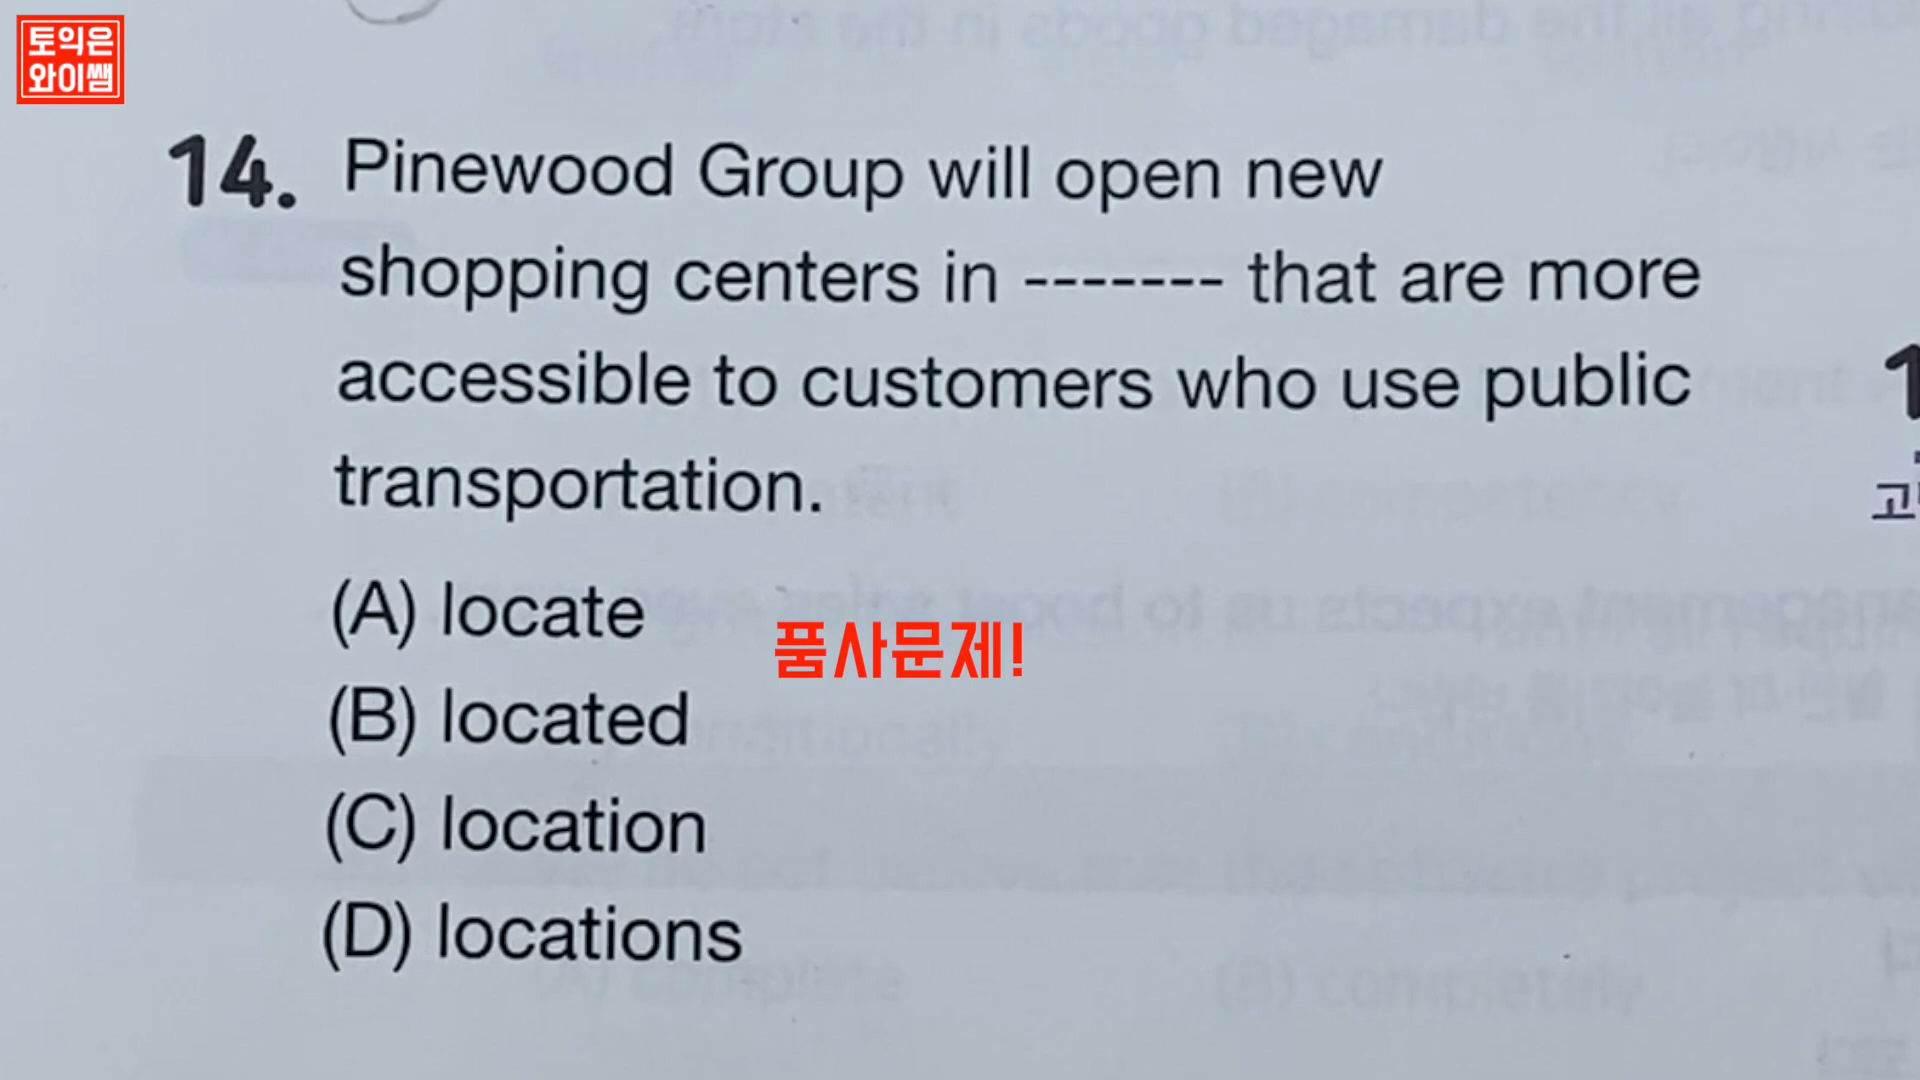 토익은
와이쌤
14. Pinewood Group will open new
shopping centers in ------- that are more
accessible to customers who use public
transportation.
(A) locate
품사문제!
(B) located
(C) location
(D) locations